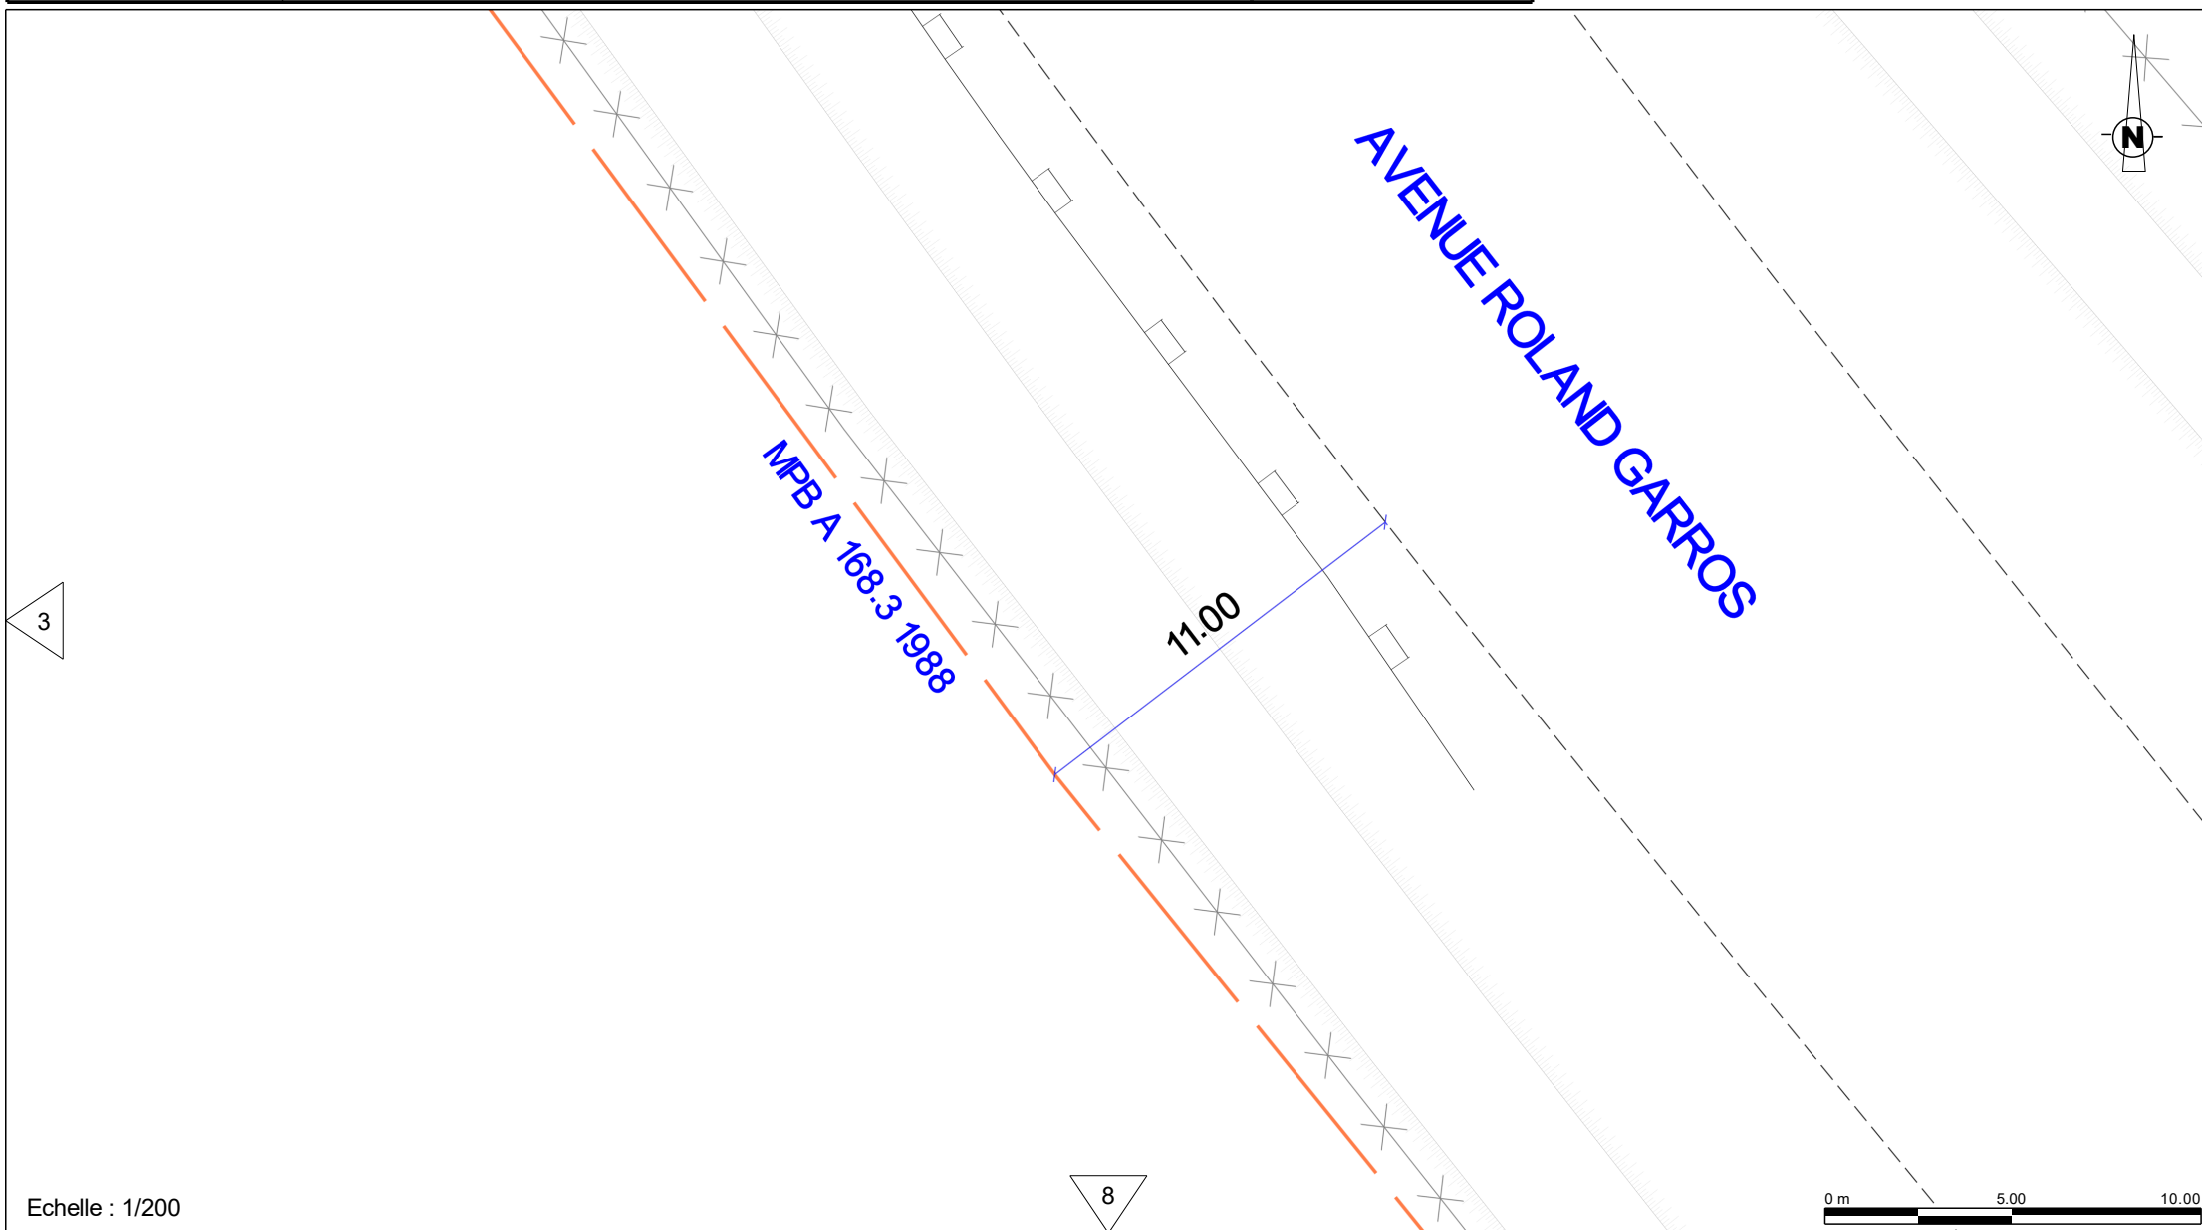 N
AVENUE ROLAND GARROS
MPB A 168.3 1988
11.00
3
8
Echelle : 1/200
0 m 5.00 10.00